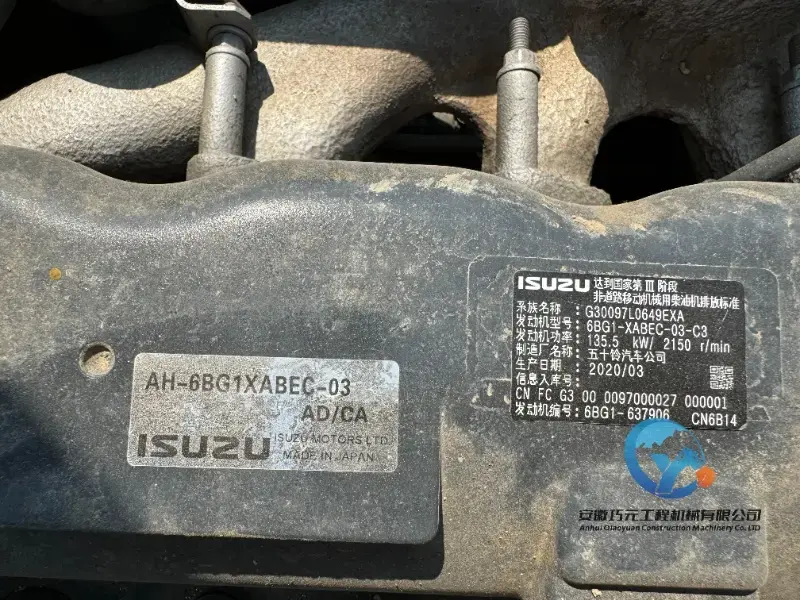 AH-6BG1XABEC-03
AD/CA
ISUZU ISUZU MOTORS LTD.
MADE IN JAPAN
ISUZU 达到国家第 III 阶段
非道路移动机械用柴油机排放标准
系族名称: G30097L0649EXA
发动机型号: 6BG1-XABEC-03-C3
发动机功率: 135.5 kW/ 2150 r/min
制造厂名称: 五十铃汽车公司
生产日期: 2020/03
信息入库号:
CN FC G3 00 0097000027 000001
发动机编号: 6BG1-637906 CN6B14
安徽巧元工程机械有限公司
Anhui Qiaoyuan Construction Machinery Co.,LTD